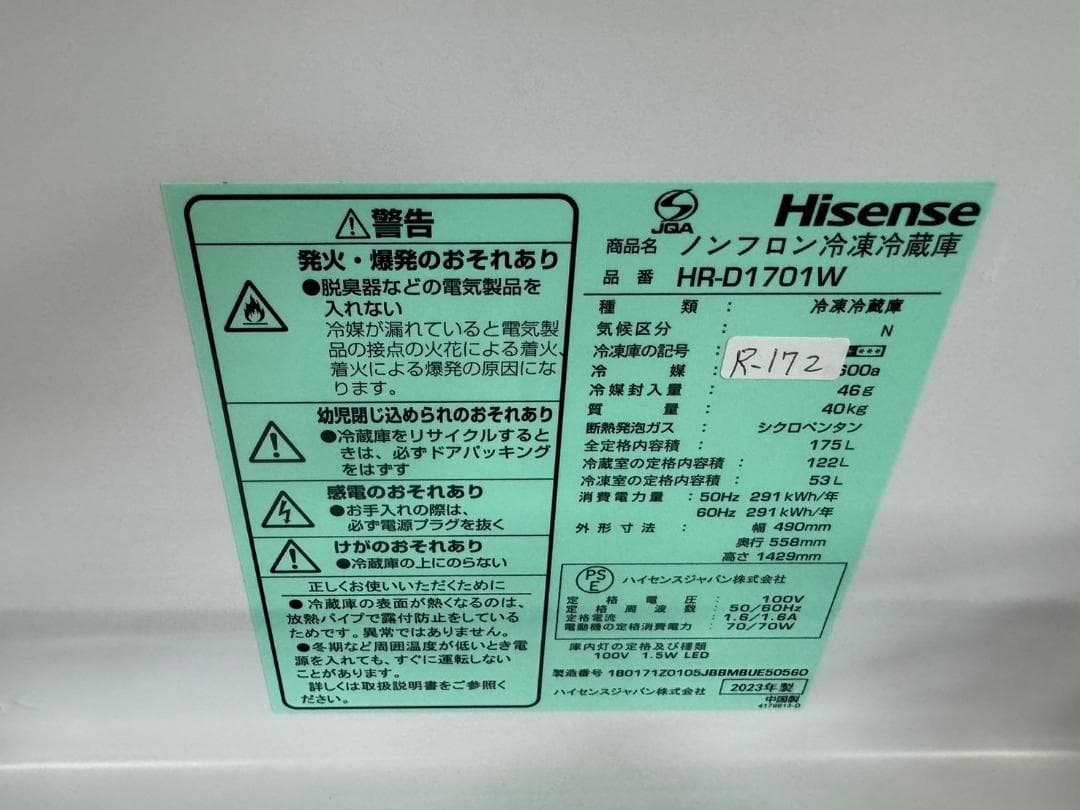 警告
発火・爆発のおそれあり
●脱臭器などの電気製品を
入れない
冷媒が漏れていると電気製
品の接点の火花による着火、
着火による爆発の原因にな
ります。
幼児閉じ込められのおそれあり
●冷蔵庫をリサイクルすると
きは、必ずドアパッキング
をはずす
感電のおそれあり
●お手入れの際は、
必ず電源プラグを抜く
けがのおそれあり
●冷蔵庫の上にのらない
正しくお使いいただくために
●冷蔵庫の表面が熱くなるのは、
放熱パイプで露付防止をしている
ためです。異常ではありません。
●冬期など周囲温度が低いとき電
源を入れても、すぐに運転しない
ことがあります。
詳しくは取扱説明書をご参照く
ださい。
JQA
Hisense
商品名 ノンフロン冷凍冷蔵庫
品番 HR-D1701W
種類： 冷凍冷蔵庫
気候区分： N
冷凍庫の記号： ***
R-172
冷媒： 600a
冷媒封入量： 46g
質量： 40kg
断熱発泡ガス： シクロペンタン
全定格内容積： 175L
冷蔵室の定格内容積： 122L
冷凍室の定格内容積： 53L
消費電力量：50Hz 291kWh/年
60Hz 291kWh/年
外形寸法： 幅 490mm
奥行 558mm
高さ 1429mm
PSE ハイセンスジャパン株式会社
定格電圧： 100V
定格周波数： 50/60Hz
定格電流： 1.6/1.6A
電動機の定格消費電力： 70/70W
庫内灯の定格及び種類
100V 1.5W LED
製造番号 1B0171Z0105JBBMBUE50560
ハイセンスジャパン株式会社 2023年製
中国製